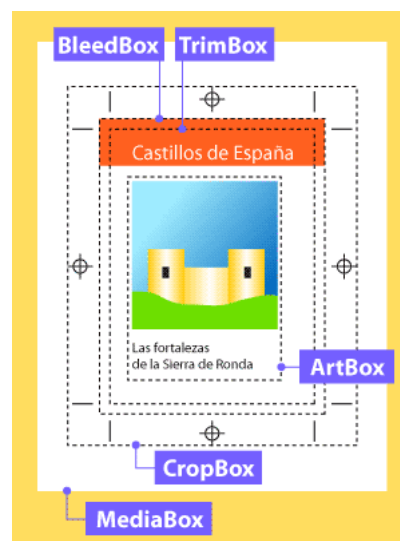 BleedBox TrimBox
Castillos de España
Las fortalezas
de la Sierra de Ronda
ArtBox
CropBox
MediaBox